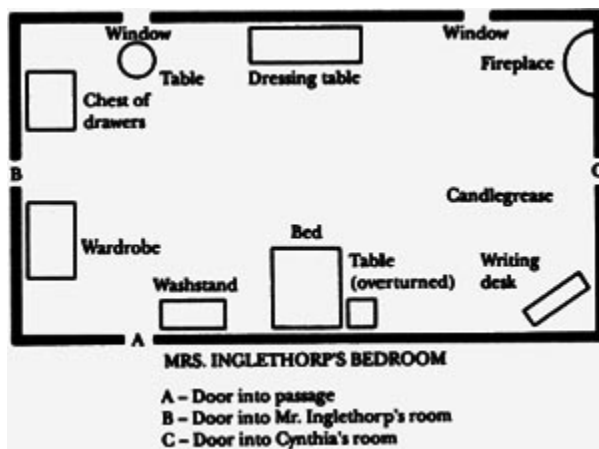 Window
Window
Table
Dressing table
Fireplace
Chest of
drawers
B
C
Candlegrease
Wardrobe
Bed
Washstand
Table
(overturned)
Writing
desk
A
MRS. INGLETHORP'S BEDROOM
A – Door into passage
B – Door into Mr. Inglethorp's room
C – Door into Cynthia's room